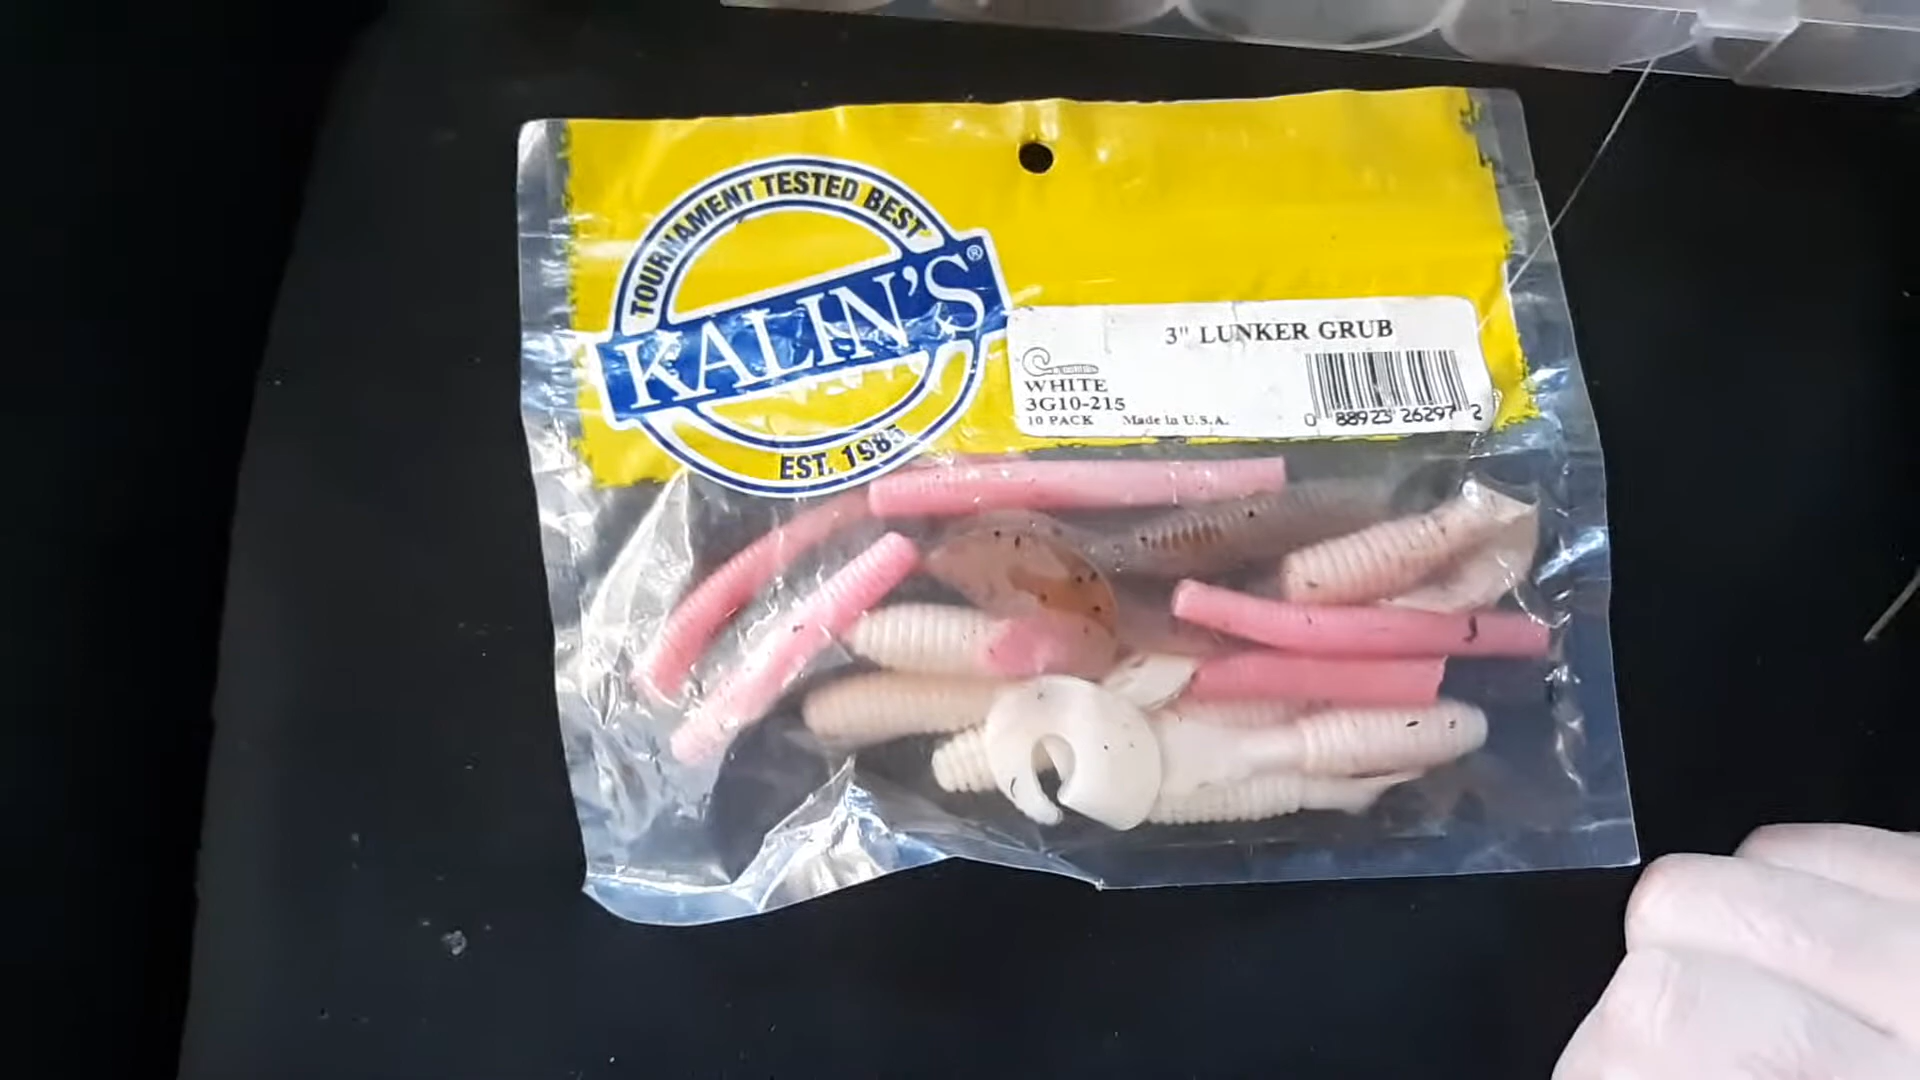 TOURNAMENT TESTED BEST
KALIN'S®
EST. 1985
3" LUNKER GRUB
WHITE
3G10-215
10 PACK Made in U.S.A.
0 88923 26297 2